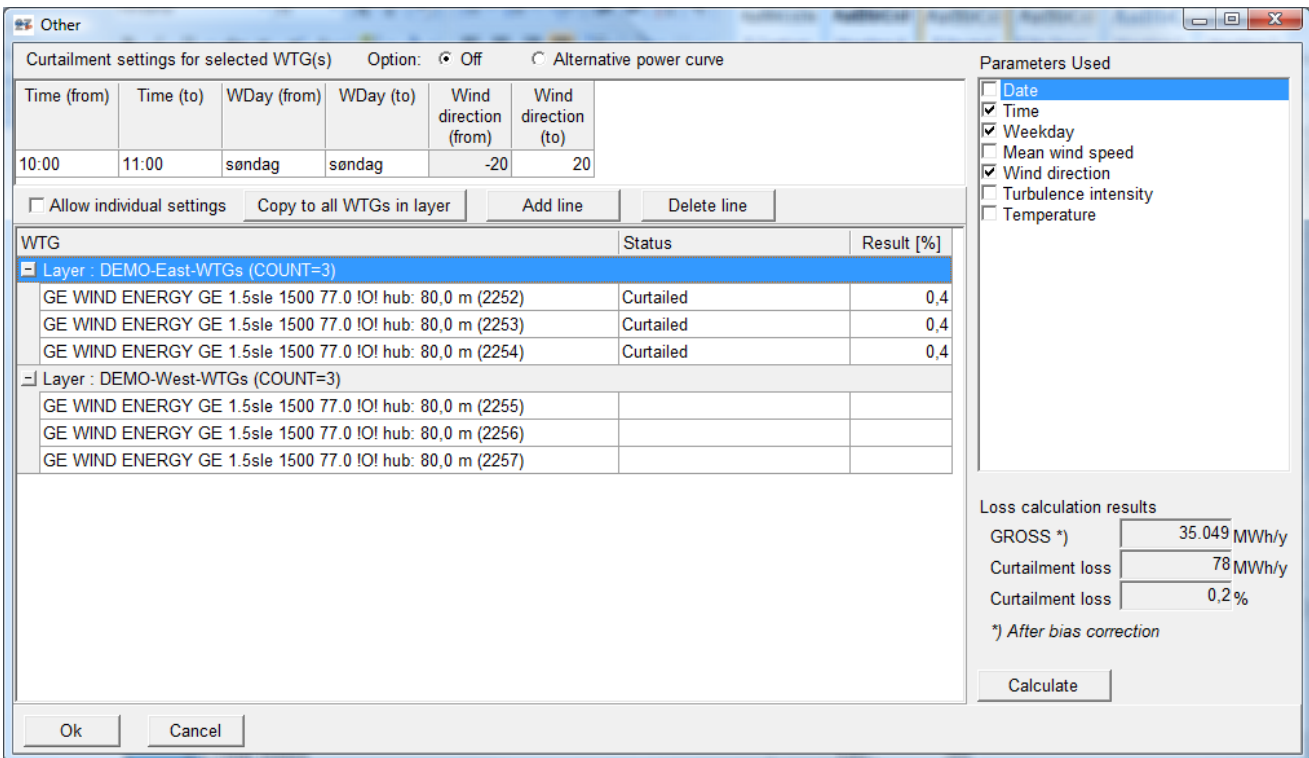 Other
Curtailment settings for selected WTG(s) Option: Off Alternative power curve
Time (from) Time (to) WDay (from) WDay (to) Wind direction (from) Wind direction (to)
10:00 11:00 søndag søndag -20 20
Allow individual settings Copy to all WTGs in layer Add line Delete line
WTG Status Result [%]
Layer : DEMO-East-WTGs (COUNT=3)
GE WIND ENERGY GE 1.5sle 1500 77.0 !O! hub: 80,0 m (2252) Curtailed 0,4
GE WIND ENERGY GE 1.5sle 1500 77.0 !O! hub: 80,0 m (2253) Curtailed 0,4
GE WIND ENERGY GE 1.5sle 1500 77.0 !O! hub: 80,0 m (2254) Curtailed 0,4
Layer : DEMO-West-WTGs (COUNT=3)
GE WIND ENERGY GE 1.5sle 1500 77.0 !O! hub: 80,0 m (2255)
GE WIND ENERGY GE 1.5sle 1500 77.0 !O! hub: 80,0 m (2256)
GE WIND ENERGY GE 1.5sle 1500 77.0 !O! hub: 80,0 m (2257)
Parameters Used
Date
Time
Weekday
Mean wind speed
Wind direction
Turbulence intensity
Temperature
Loss calculation results
GROSS *) 35.049 MWh/y
Curtailment loss 78 MWh/y
Curtailment loss 0,2 %
*) After bias correction
Calculate
Ok Cancel